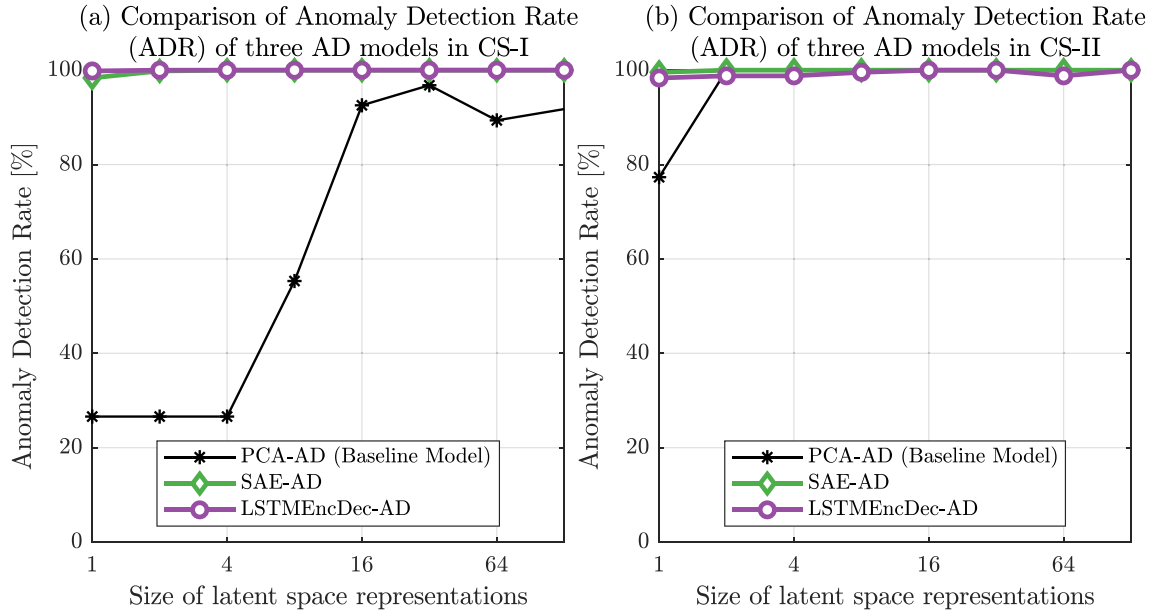 (a) Comparison of Anomaly Detection Rate
(ADR) of three AD models in CS-I
100
80
60
40
20
0
Anomaly Detection Rate [%]
PCA-AD (Baseline Model)
SAE-AD
LSTMEncDec-AD
1
4
16
64
Size of latent space representations
(b) Comparison of Anomaly Detection Rate
(ADR) of three AD models in CS-II
100
80
60
40
20
0
Anomaly Detection Rate [%]
PCA-AD (Baseline Model)
SAE-AD
LSTMEncDec-AD
1
4
16
64
Size of latent space representations